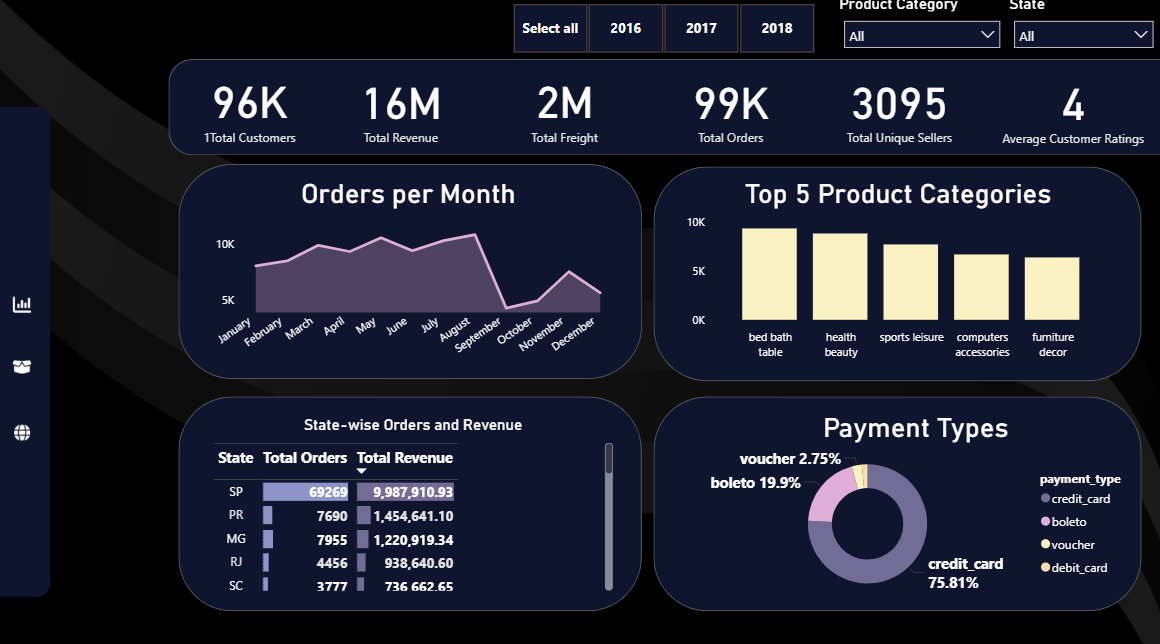 Product Category
State
Select all
2016
2017
2018
All
All
96K
16M
2M
99K
3095
4
1Total Customers
Total Revenue
Total Freight
Total Orders
Total Unique Sellers
Average Customer Ratings
Orders per Month
10K
5K
January
February
March
April
May
June
July
August
September
October
November
December
Top 5 Product Categories
10K
5K
0K
bed bath
table
health
beauty
sports leisure
computers
accessories
furniture
decor
State-wise Orders and Revenue
State Total Orders Total Revenue
SP 69269 9,987,910.93
PR 7690 1,454,641.10
MG 7955 1,220,919.34
RJ 4456 938,640.60
SC 3777 736,662.65
Payment Types
voucher 2.75%
boleto 19.9%
credit_card
75.81%
payment_type
credit_card
boleto
voucher
debit_card